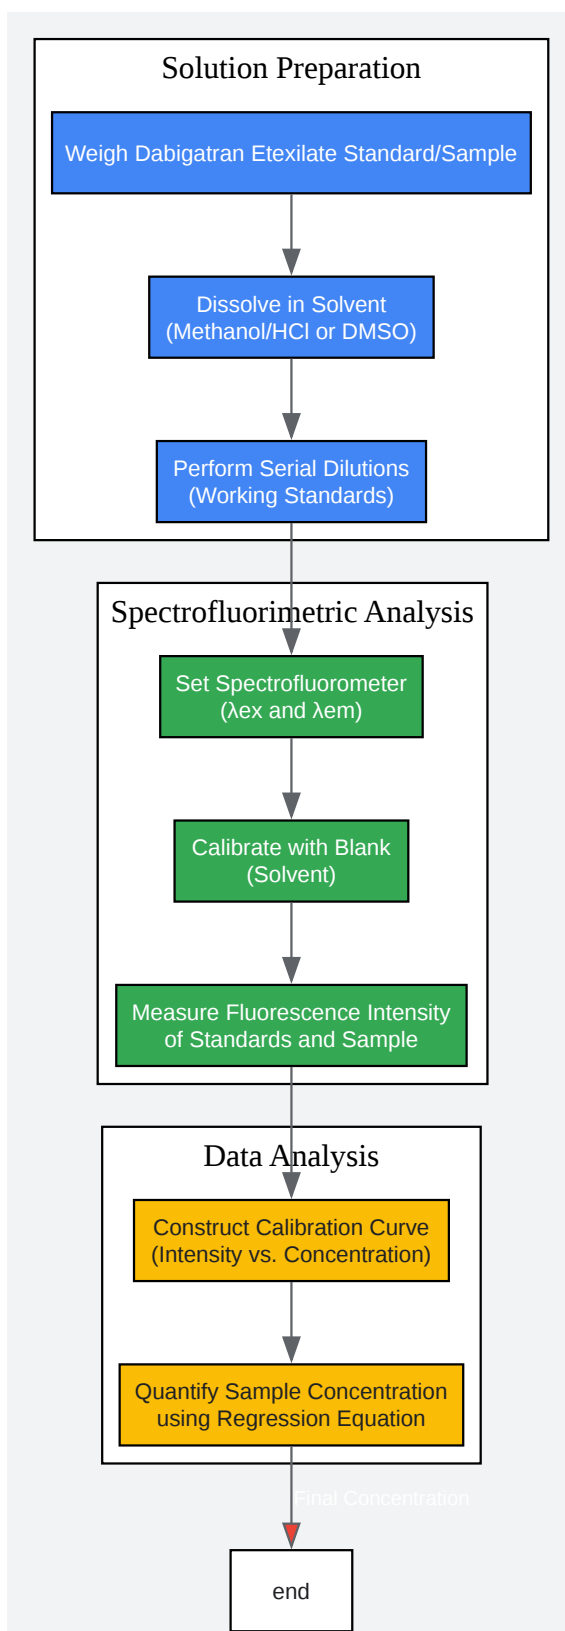 Solution Preparation
Weigh Dabigatran Etexilate Standard/Sample
Dissolve in Solvent
(Methanol/HCl or DMSO)
Perform Serial Dilutions
(Working Standards)
Spectrofluorimetric Analysis
Set Spectrofluorometer
(λex and λem)
Calibrate with Blank
(Solvent)
Measure Fluorescence Intensity
of Standards and Sample
Data Analysis
Construct Calibration Curve
(Intensity vs. Concentration)
Quantify Sample Concentration
using Regression Equation
Final Concentration
end